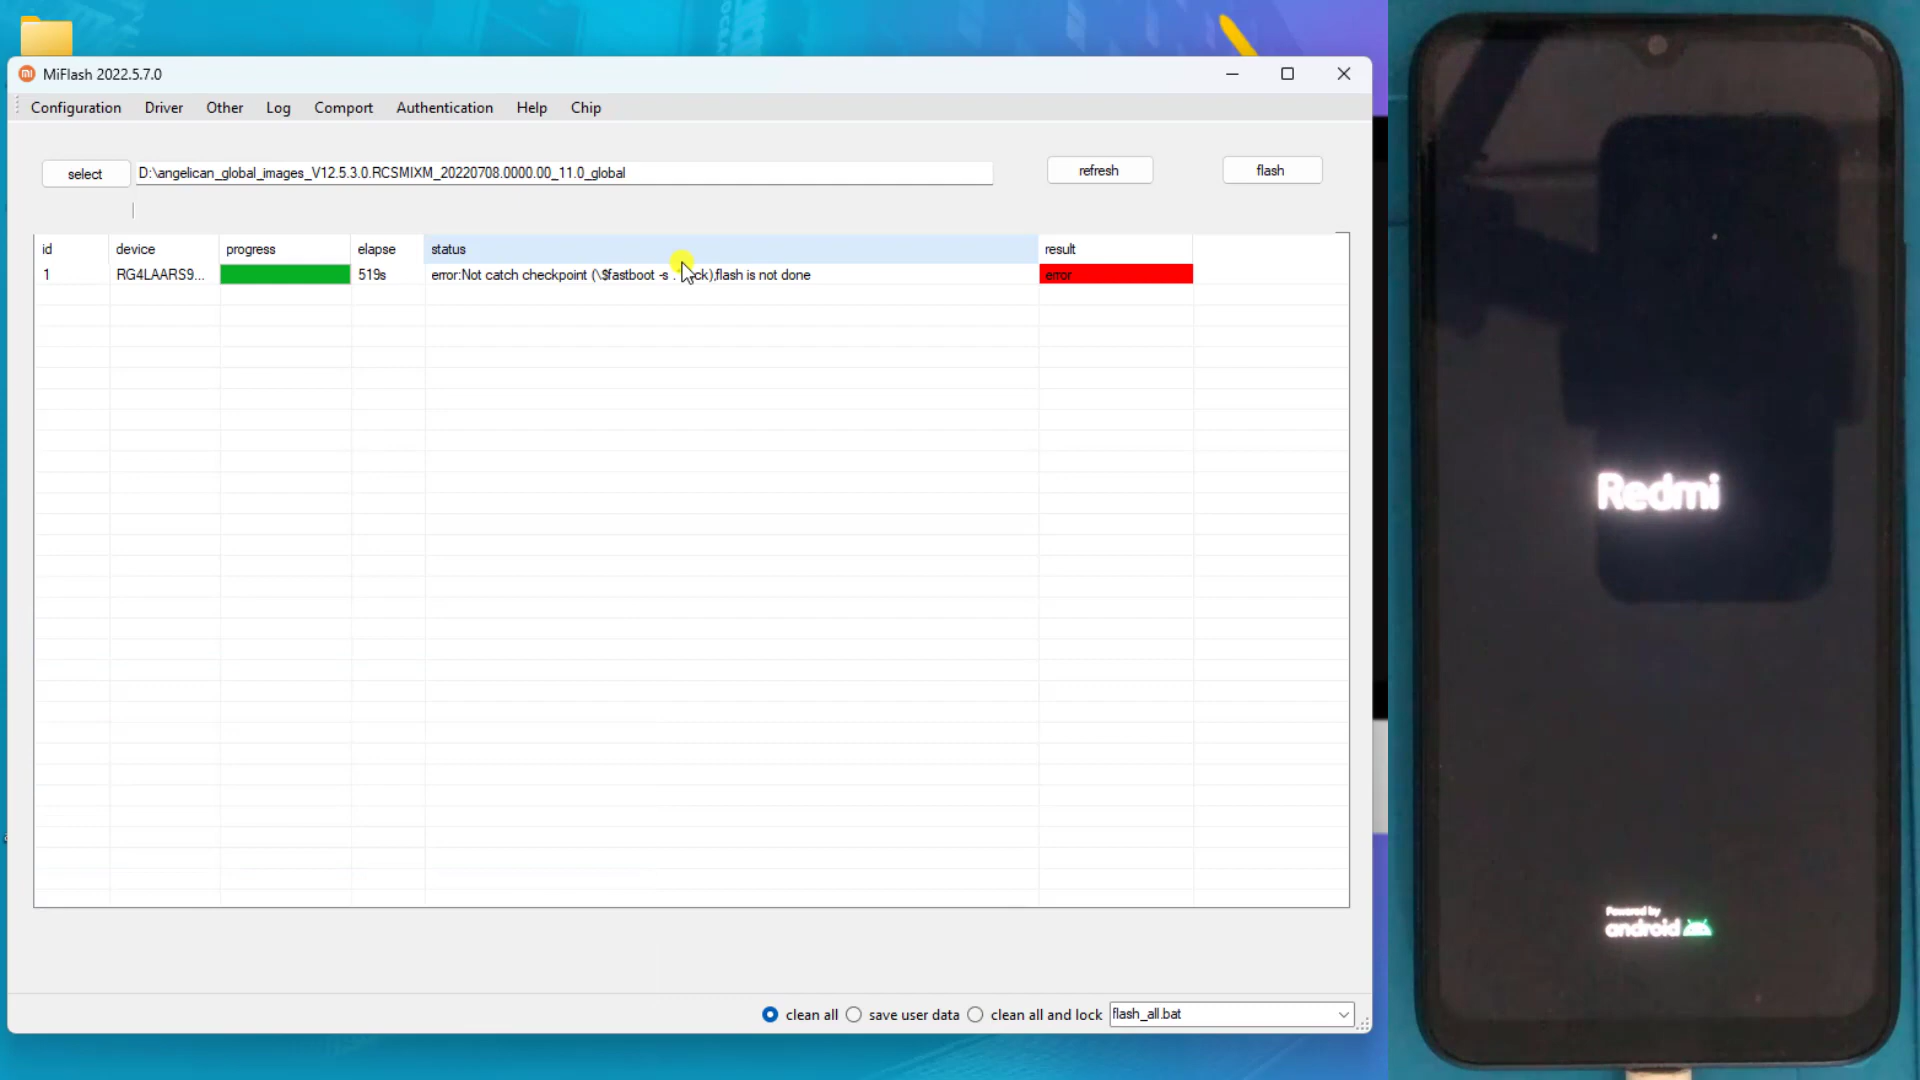 MiFlash 2022.5.7.0
Configuration Driver Other Log Comport Authentication Help Chip
select D:\angelican_global_images_V12.5.3.0.RCSMIXM_20220708.0000.00_11.0_global refresh flash
id device progress elapse status result
1 RG4LAARS9... 519s error:Not catch checkpoint (\$fastboot -s . ck),flash is not done error
clean all save user data clean all and lock flash_all.bat
Redmi
Powered by
android